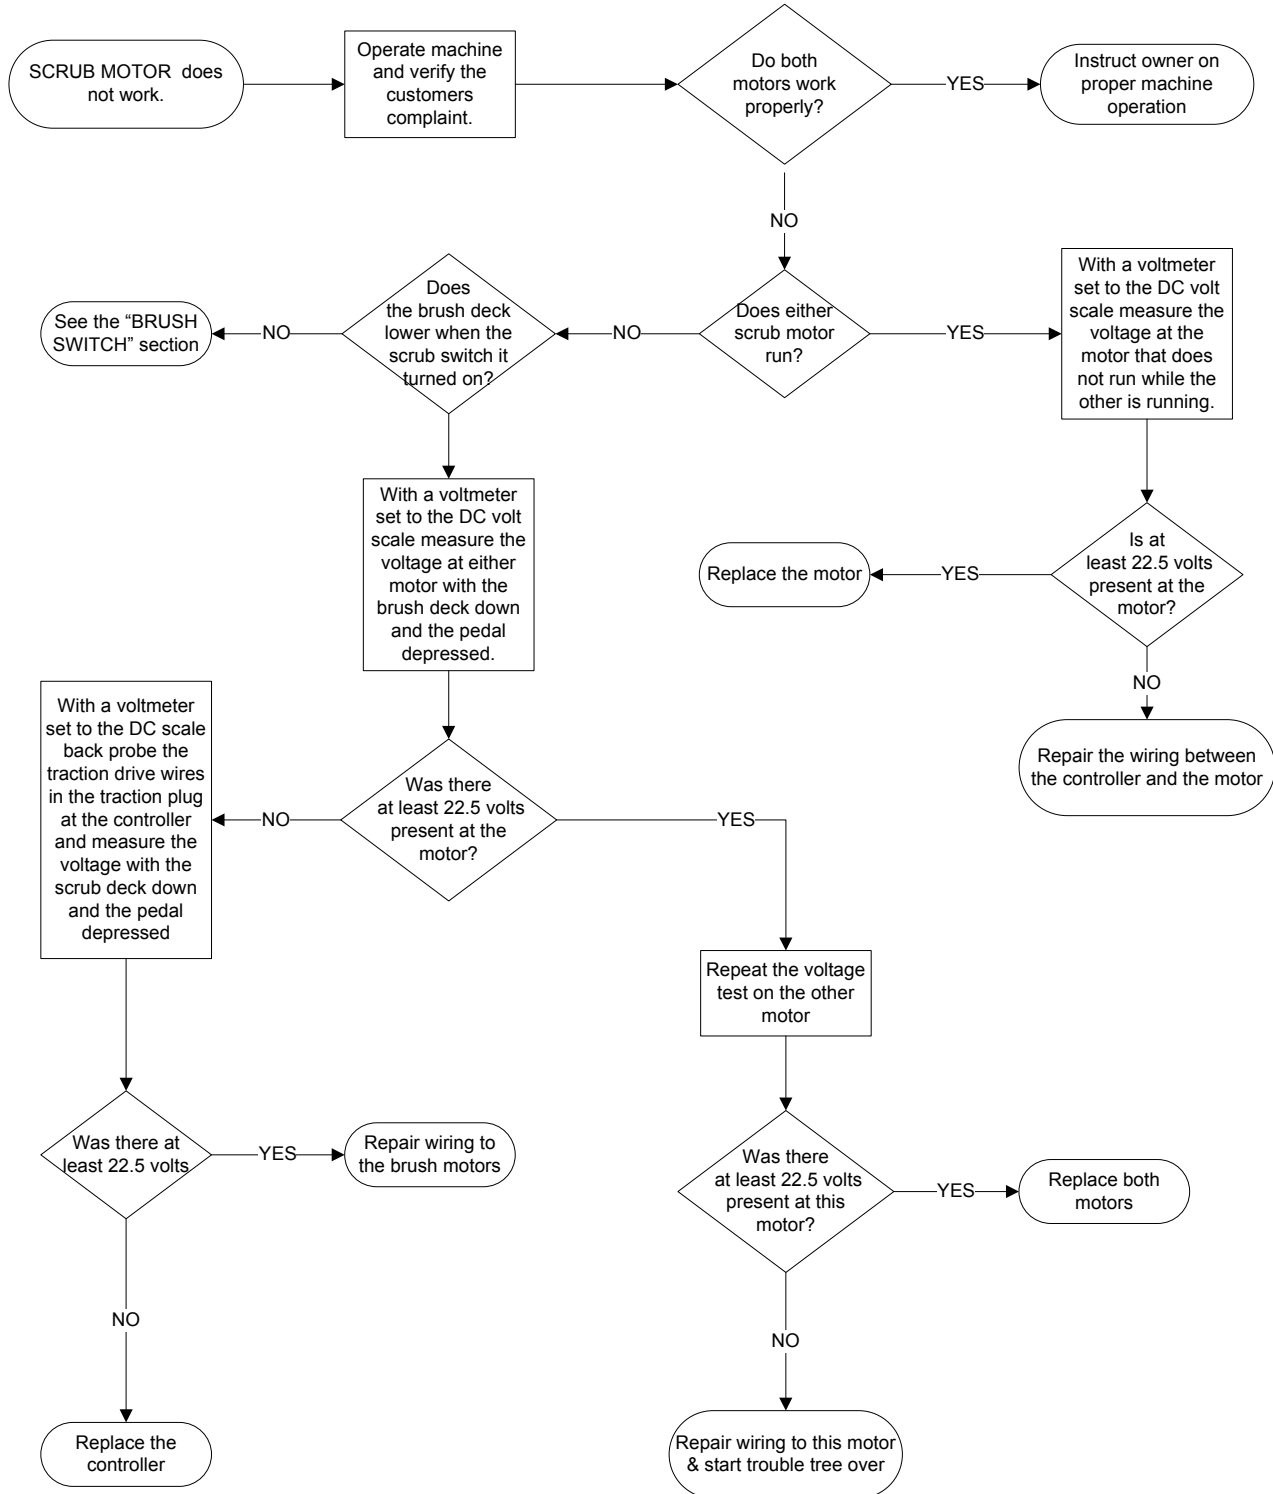 SCRUB MOTOR does
not work.
Operate machine
and verify the
customers
complaint.
Do both
motors work
properly?
YES
Instruct owner on
proper machine
operation
NO
Does either
scrub motor
run?
YES
With a voltmeter
set to the DC volt
scale measure the
voltage at the
motor that does
not run while the
other is running.
NO
Does
the brush deck
lower when the
scrub switch it
turned on?
NO
See the “BRUSH
SWITCH” section
With a voltmeter
set to the DC volt
scale measure the
voltage at either
motor with the
brush deck down
and the pedal
depressed.
Is at
least 22.5 volts
present at the
motor?
YES
Replace the motor
NO
Repair the wiring between
the controller and the motor
Was there
at least 22.5 volts
present at the
motor?
NO
With a voltmeter
set to the DC scale
back probe the
traction drive wires
in the traction plug
at the controller
and measure the
voltage with the
scrub deck down
and the pedal
depressed
YES
Repeat the voltage
test on the other
motor
Was there at
least 22.5 volts
YES
Repair wiring to
the brush motors
NO
Replace the
controller
Was there
at least 22.5 volts
present at this
motor?
YES
Replace both
motors
NO
Repair wiring to this motor
& start trouble tree over